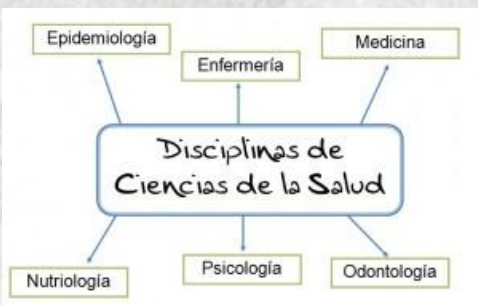 Epidemiología
Enfermería
Medicina
Disciplinas de
Ciencias de la Salud
Nutriología
Psicología
Odontología